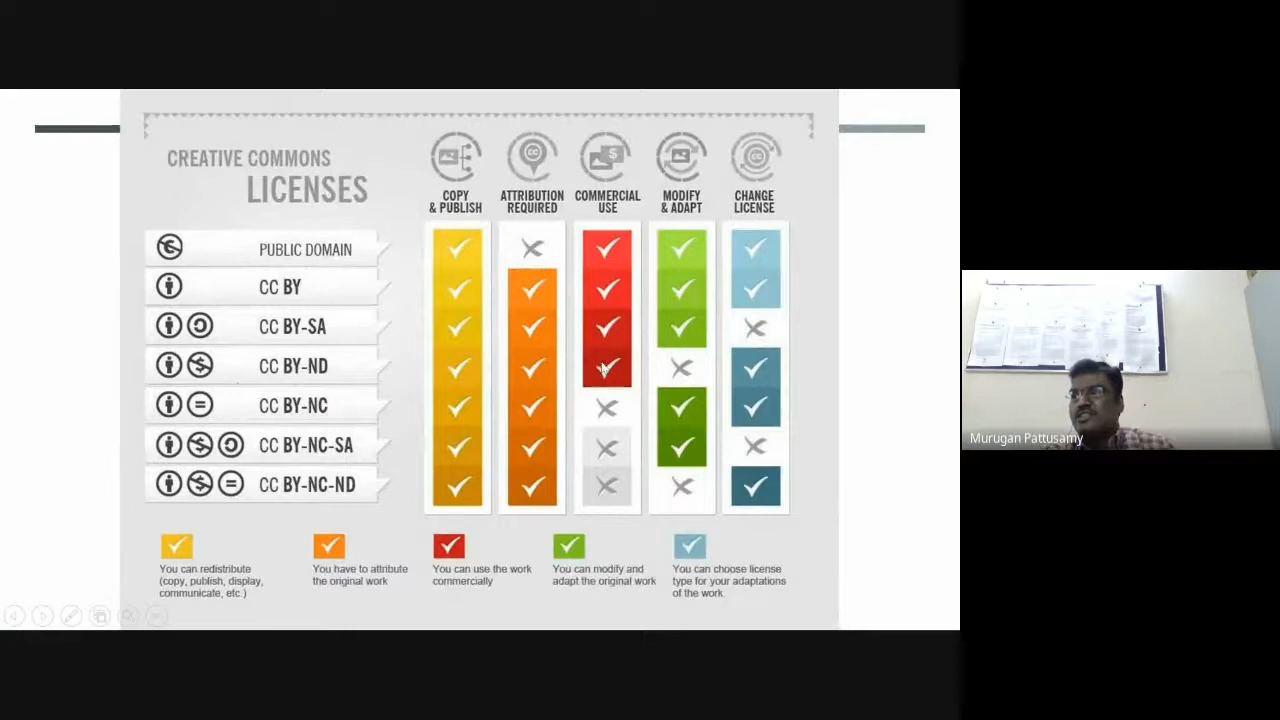 CREATIVE COMMONS
LICENSES
COPY
& PUBLISH
ATTRIBUTION
REQUIRED
COMMERCIAL
USE
MODIFY
& ADAPT
CHANGE
LICENSE
PUBLIC DOMAIN
CC BY
CC BY-SA
CC BY-ND
CC BY-NC
CC BY-NC-SA
CC BY-NC-ND
You can redistribute
(copy, publish, display,
communicate, etc.)
You have to attribute
the original work
You can use the work
commercially
You can modify and
adapt the original work
You can choose license
type for your adaptations
of the work.
Murugan Pattusamy